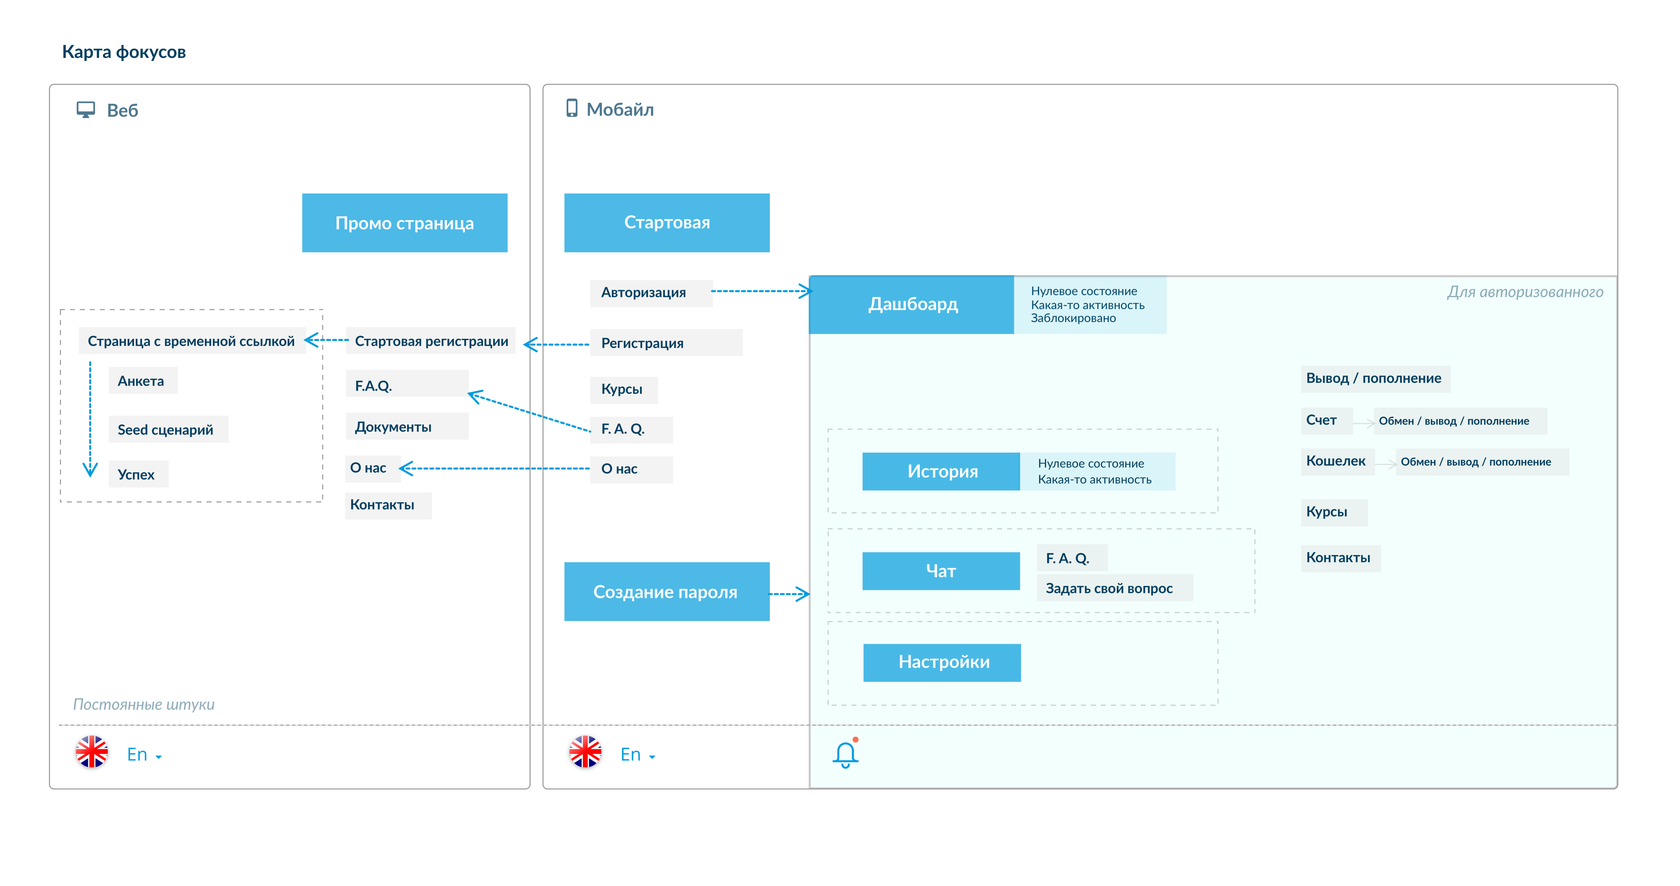 Карта фокусов
Веб
Промо страница
Страница с временной ссылкой
Анкета
Seed сценарий
Успех
Стартовая регистрации
F.A.Q.
Документы
О нас
Контакты
Постоянные штуки
En
Мобайл
Стартовая
Авторизация
Регистрация
Курсы
F. A. Q.
О нас
Создание пароля
En
Для авторизованного
Дашбоард
Нулевое состояние
Какая-то активность
Заблокировано
История
Нулевое состояние
Какая-то активность
Чат
F. A. Q.
Задать свой вопрос
Настройки
Вывод / пополнение
Счет
Обмен / вывод / пополнение
Кошелек
Обмен / вывод / пополнение
Курсы
Контакты